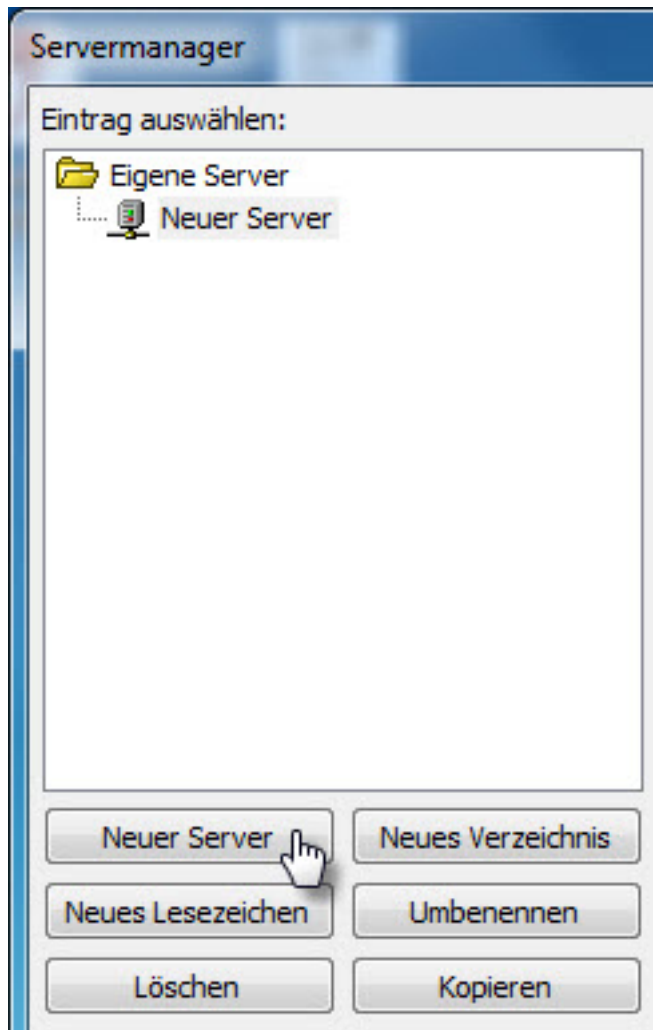 Servermanager
Eintrag auswählen:
Eigene Server
Neuer Server
Neuer Server Neues Verzeichnis
Neues Lesezeichen Umbenennen
Löschen Kopieren